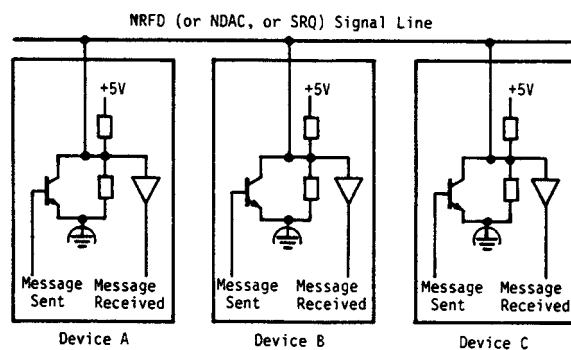 NRFD (or NDAC, or SRQ) Signal Line
+5V +5V +5V
Message Sent Message Received Message Sent Message Received Message Sent Message Received
Device A Device B Device C